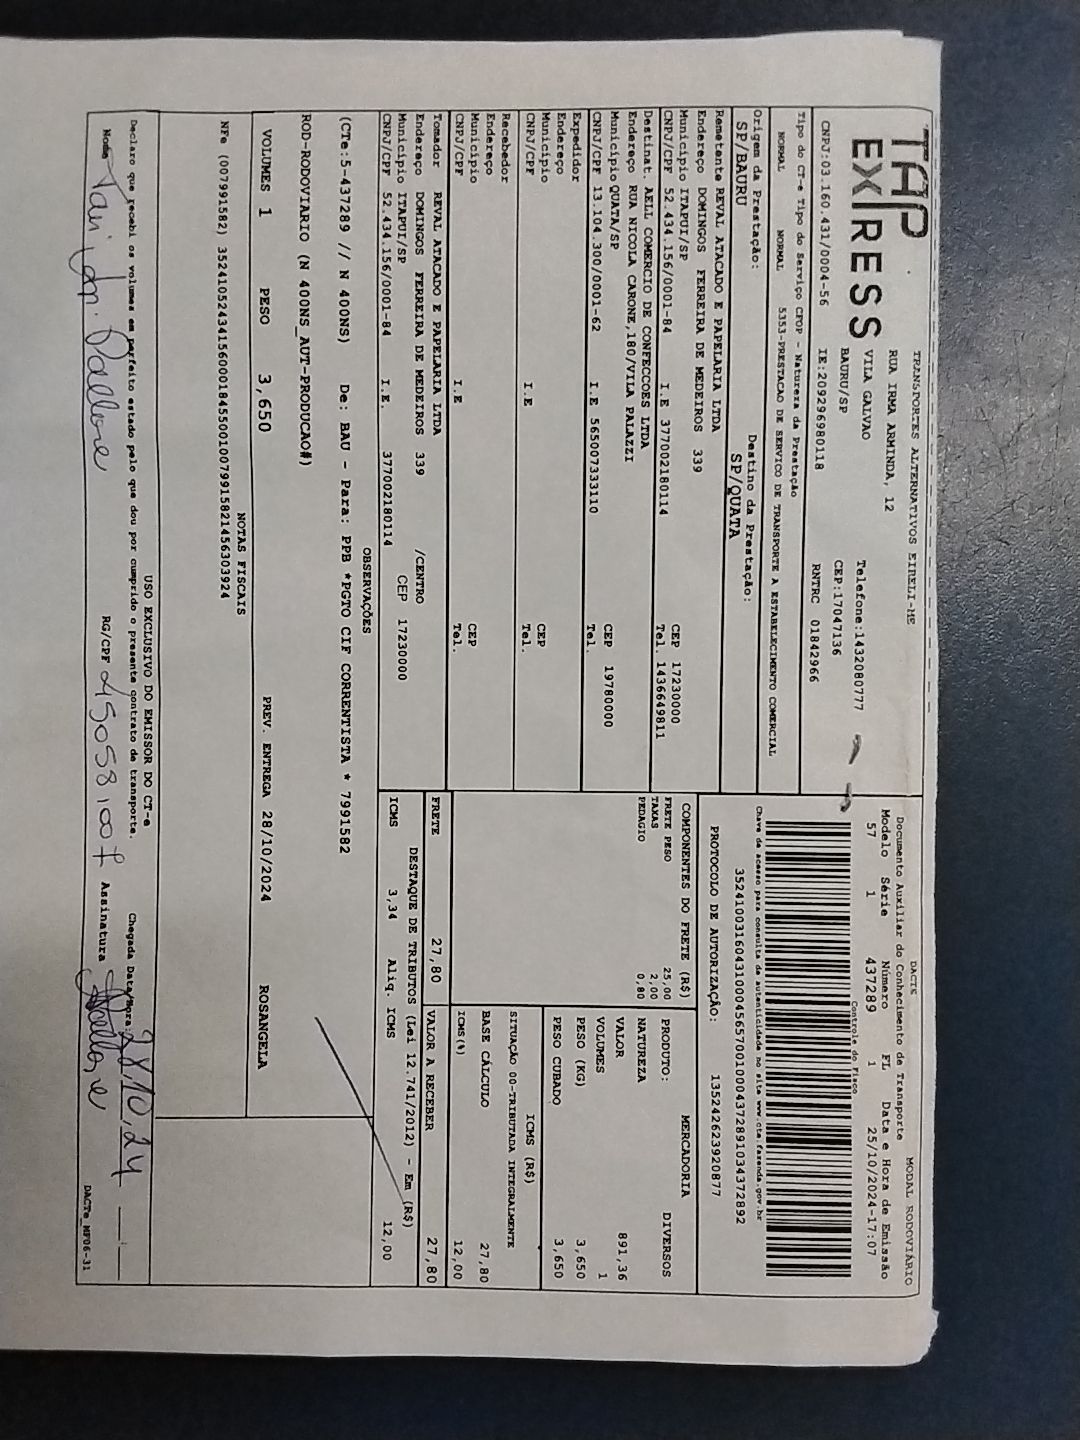 TAP EXPRESS
TRANSPORTES ALTERNATIVOS EIRELI-ME
RUA IRMA ARMINDA, 12
VILA GALVAO
BAURU/SP
Telefone:1432080777
CEP:17047136
CNPJ:03.160.431/0004-56 IE:209296980118 RNTRC 01842966
Tipo do CT-e Tipo do Serviço CFOP - Natureza da Prestação
NORMAL NORMAL 5353-PRESTACAO DE SERVICO DE TRANSPORTE A ESTABELECIMENTO COMERCIAL
Origem da Prestação: Destino da Prestação:
SP/BAURU SP/QUATA
Remetente REVAL ATACADO E PAPELARIA LTDA
Endereço DOMINGOS FERREIRA DE MEDEIROS 339
Município ITAPUI/SP CEP 17230000
CNPJ/CPF 52.434.156/0001-84 I.E 377002180114 Tel. 1436649811
Destinat. AELL COMERCIO DE CONFECCOES LTDA
Endereço RUA NICOLA CARONE,180/VILA PALAZZI
Município QUATA/SP CEP 19780000
CNPJ/CPF 13.104.300/0001-62 I.E 565007333110 Tel.
Expedidor
Endereço
Município CEP
CNPJ/CPF I.E Tel.
Recebedor
Endereço
Município CEP
CNPJ/CPF I.E Tel.
Tomador REVAL ATACADO E PAPELARIA LTDA
Endereço DOMINGOS FERREIRA DE MEDEIROS 339 /CENTRO
Município ITAPUI/SP CEP 17230000
CNPJ/CPF 52.434.156/0001-84 I.E. 377002180114
DACTE MODAL RODOVIÁRIO
Documento Auxiliar do Conhecimento de Transporte
Modelo Série Número FL Data e Hora de Emissão
57 1 437289 1 25/10/2024-17:07
Controle do Fisco
Chave de acesso para consulta de autenticidade no site www.cte.fazenda.gov.br
35241003160431000456570010004372891034372892
PROTOCOLO DE AUTORIZAÇÃO: 135242623920877
COMPONENTES DO FRETE (R$)
FRETE PESO 25,00
TAXAS 2,00
PEDAGIO 0,80
PRODUTO: MERCADORIA
NATUREZA DIVERSOS
VALOR 891,36
VOLUMES 1
PESO (KG) 3,650
PESO CUBADO 3,650
ICMS (R$)
SITUAÇÃO 00-TRIBUTADA INTEGRALMENTE
BASE CÁLCULO 27,80
ICMS(%) 12,00
FRETE 27,80 VALOR A RECEBER 27,80
DESTAQUE DE TRIBUTOS (Lei 12.741/2012) - Em (R$)
ICMS 3,34 Aliq. ICMS 12,00
OBSERVAÇÕES
(CTe:5-437289 // N 400NS) De: BAU - Para: PPB *PGTO CIF CORRENTISTA * 7991582
ROD-RODOVIARIO (N 400NS_AUT-PRODUCAO#)
VOLUMES 1 PESO 3,650 PREV. ENTREGA 28/10/2024 ROSANGELA
NOTAS FISCAIS
NFe (007991582) 35241052434156000184550010079915821456303924
USO EXCLUSIVO DO EMISSOR DO CT-e
Declaro que recebi os volumes em perfeito estado pelo que dou por cumprido o presente contrato de transporte. Chegada Data/Hora: 28,10,24
Nome RG/CPF Assinatura
DACTe_MP06-31